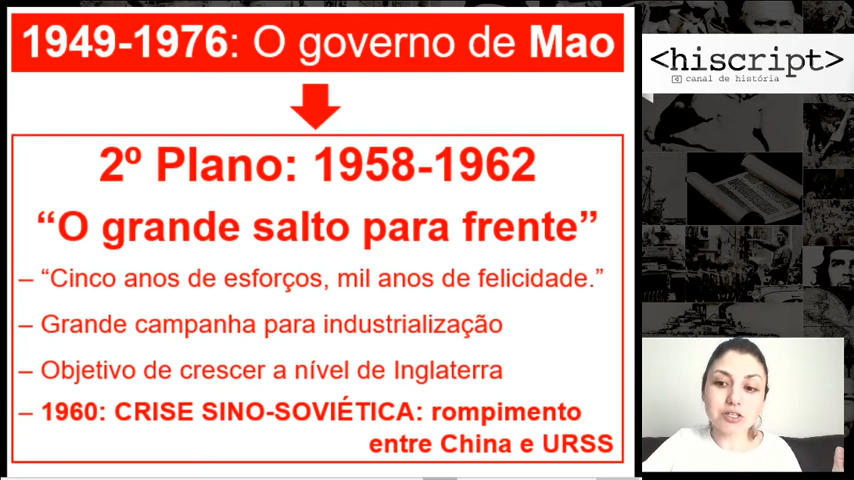 1949-1976: O governo de Mao
2º Plano: 1958-1962
“O grande salto para frente”
– “Cinco anos de esforços, mil anos de felicidade.”
– Grande campanha para industrialização
– Objetivo de crescer a nível de Inglaterra
– 1960: CRISE SINO-SOVIÉTICA: rompimento
entre China e URSS
<hiscript>
canal de história